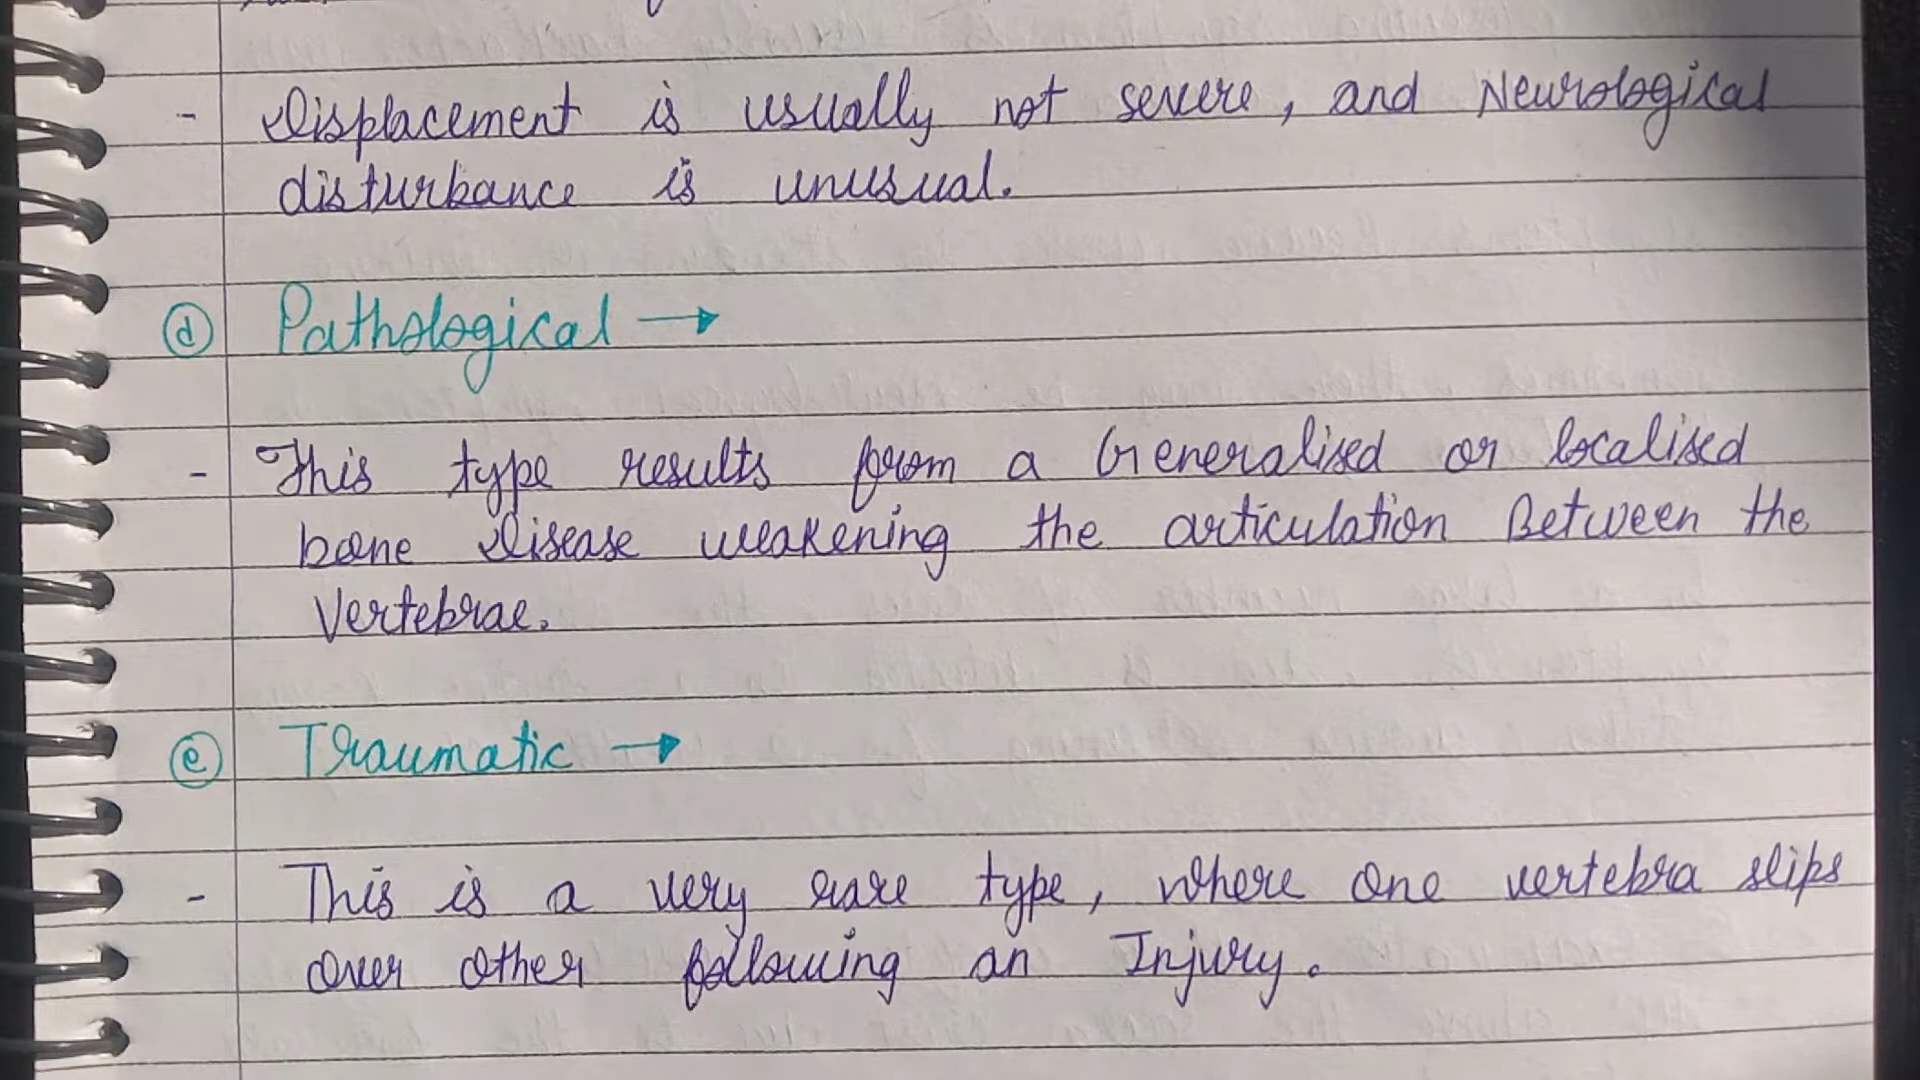 - Displacement is usually not severe, and Neurological
disturbance is unusual.
(d) Pathological →
- This type results from a Generalised or localised
bone disease weakening the articulation Between the
Vertebrae.
(e) Traumatic →
- This is a very rare type, where one vertebra slips
over other following an Injury.